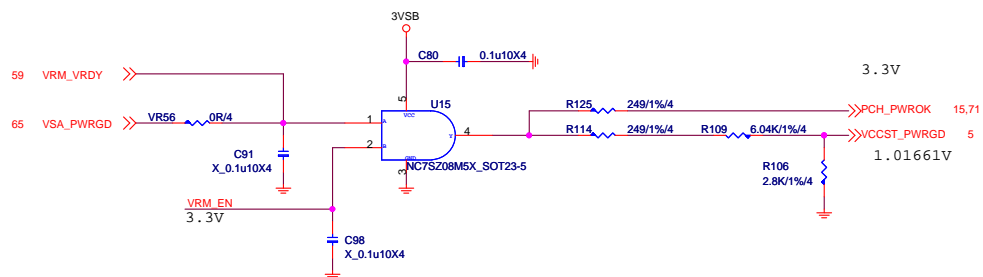 3VSB
C80 0.1u10X4
3.3V
59 VRM_VRDY
5 U15
VCC
R125 249/1%/4 PCH_PWROK 15,71
65 VSA_PWRGD VR56 0R/4 1 A
Y 4 R114 249/1%/4 R109 6.04K/1%/4 VCCST_PWRGD 5
2 B
1.01661V
C91
X_0.1u10X4
GND
3 NC7SZ08M5X_SOT23-5
R106
2.8K/1%/4
VRM_EN
3.3V
C98
X_0.1u10X4